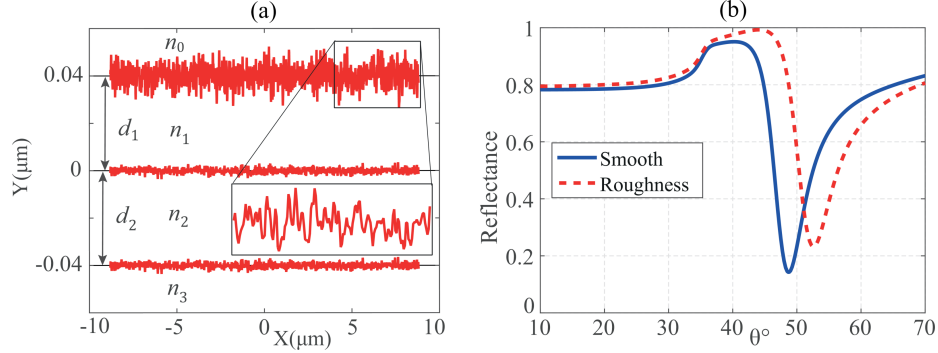 (a)
n0
0.04
d1
n1
Y(μm)
0
d2
n2
-0.04
n3
-10
-5
0
5
10
X(μm)
(b)
1
0.8
0.6
0.4
0.2
0
Reflectance
Smooth
Roughness
10
20
30
40
50
60
70
θ°